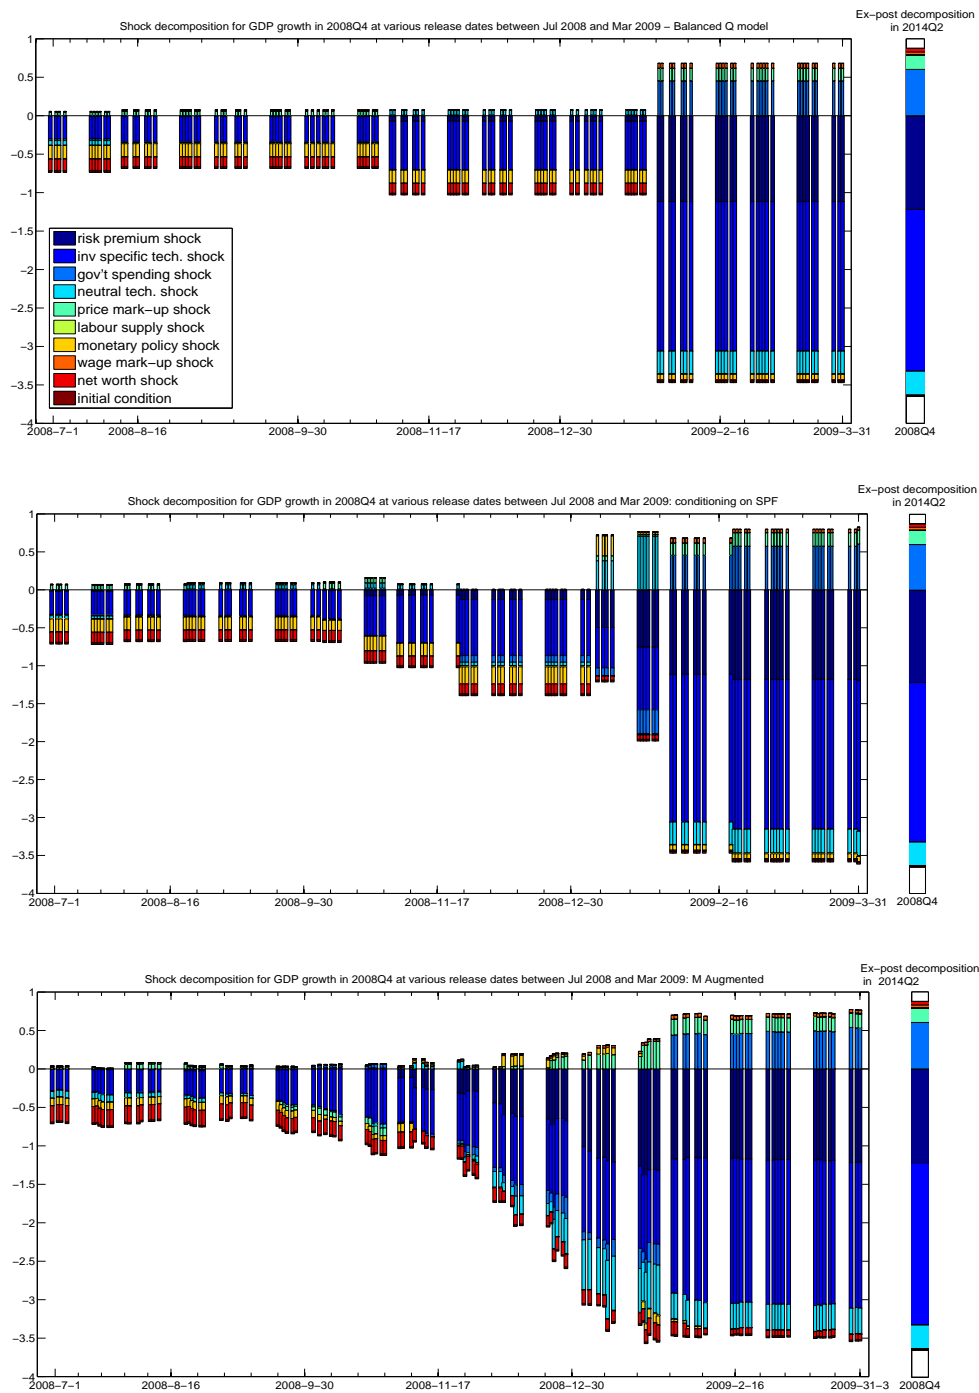 Shock decomposition for GDP growth in 2008Q4 at various release dates between Jul 2008 and Mar 2009 − Balanced Q model
Ex−post decomposition
in 2014Q2
1
0.5
0
−0.5
−1
−1.5
−2
−2.5
−3
−3.5
−4
risk premium shock
inv specific tech. shock
gov't spending shock
neutral tech. shock
price mark−up shock
labour supply shock
monetary policy shock
wage mark−up shock
net worth shock
initial condition
2008−7−1
2008−8−16
2008−9−30
2008−11−17
2008−12−30
2009−2−16
2009−3−31
2008Q4
Shock decomposition for GDP growth in 2008Q4 at various release dates between Jul 2008 and Mar 2009: conditioning on SPF
Ex−post decomposition
in 2014Q2
1
0.5
0
−0.5
−1
−1.5
−2
−2.5
−3
−3.5
−4
2008−7−1
2008−8−16
2008−9−30
2008−11−17
2008−12−30
2009−2−16
2009−3−31
2008Q4
Shock decomposition for GDP growth in 2008Q4 at various release dates between Jul 2008 and Mar 2009: M Augmented
Ex−post decomposition
in 2014Q2
1
0.5
0
−0.5
−1
−1.5
−2
−2.5
−3
−3.5
−4
2008−7−1
2008−8−16
2008−9−30
2008−11−17
2008−12−30
2009−2−16
2009−31−3
2008Q4